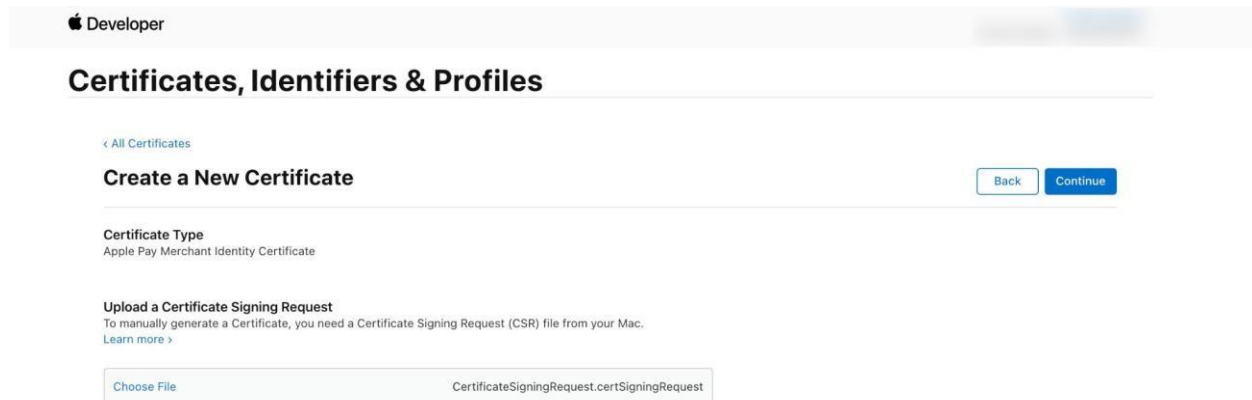 Developer
Certificates, Identifiers & Profiles
‹ All Certificates
Create a New Certificate
Back
Continue
Certificate Type
Apple Pay Merchant Identity Certificate
Upload a Certificate Signing Request
To manually generate a Certificate, you need a Certificate Signing Request (CSR) file from your Mac.
Learn more ›
Choose File
CertificateSigningRequest.certSigningRequest